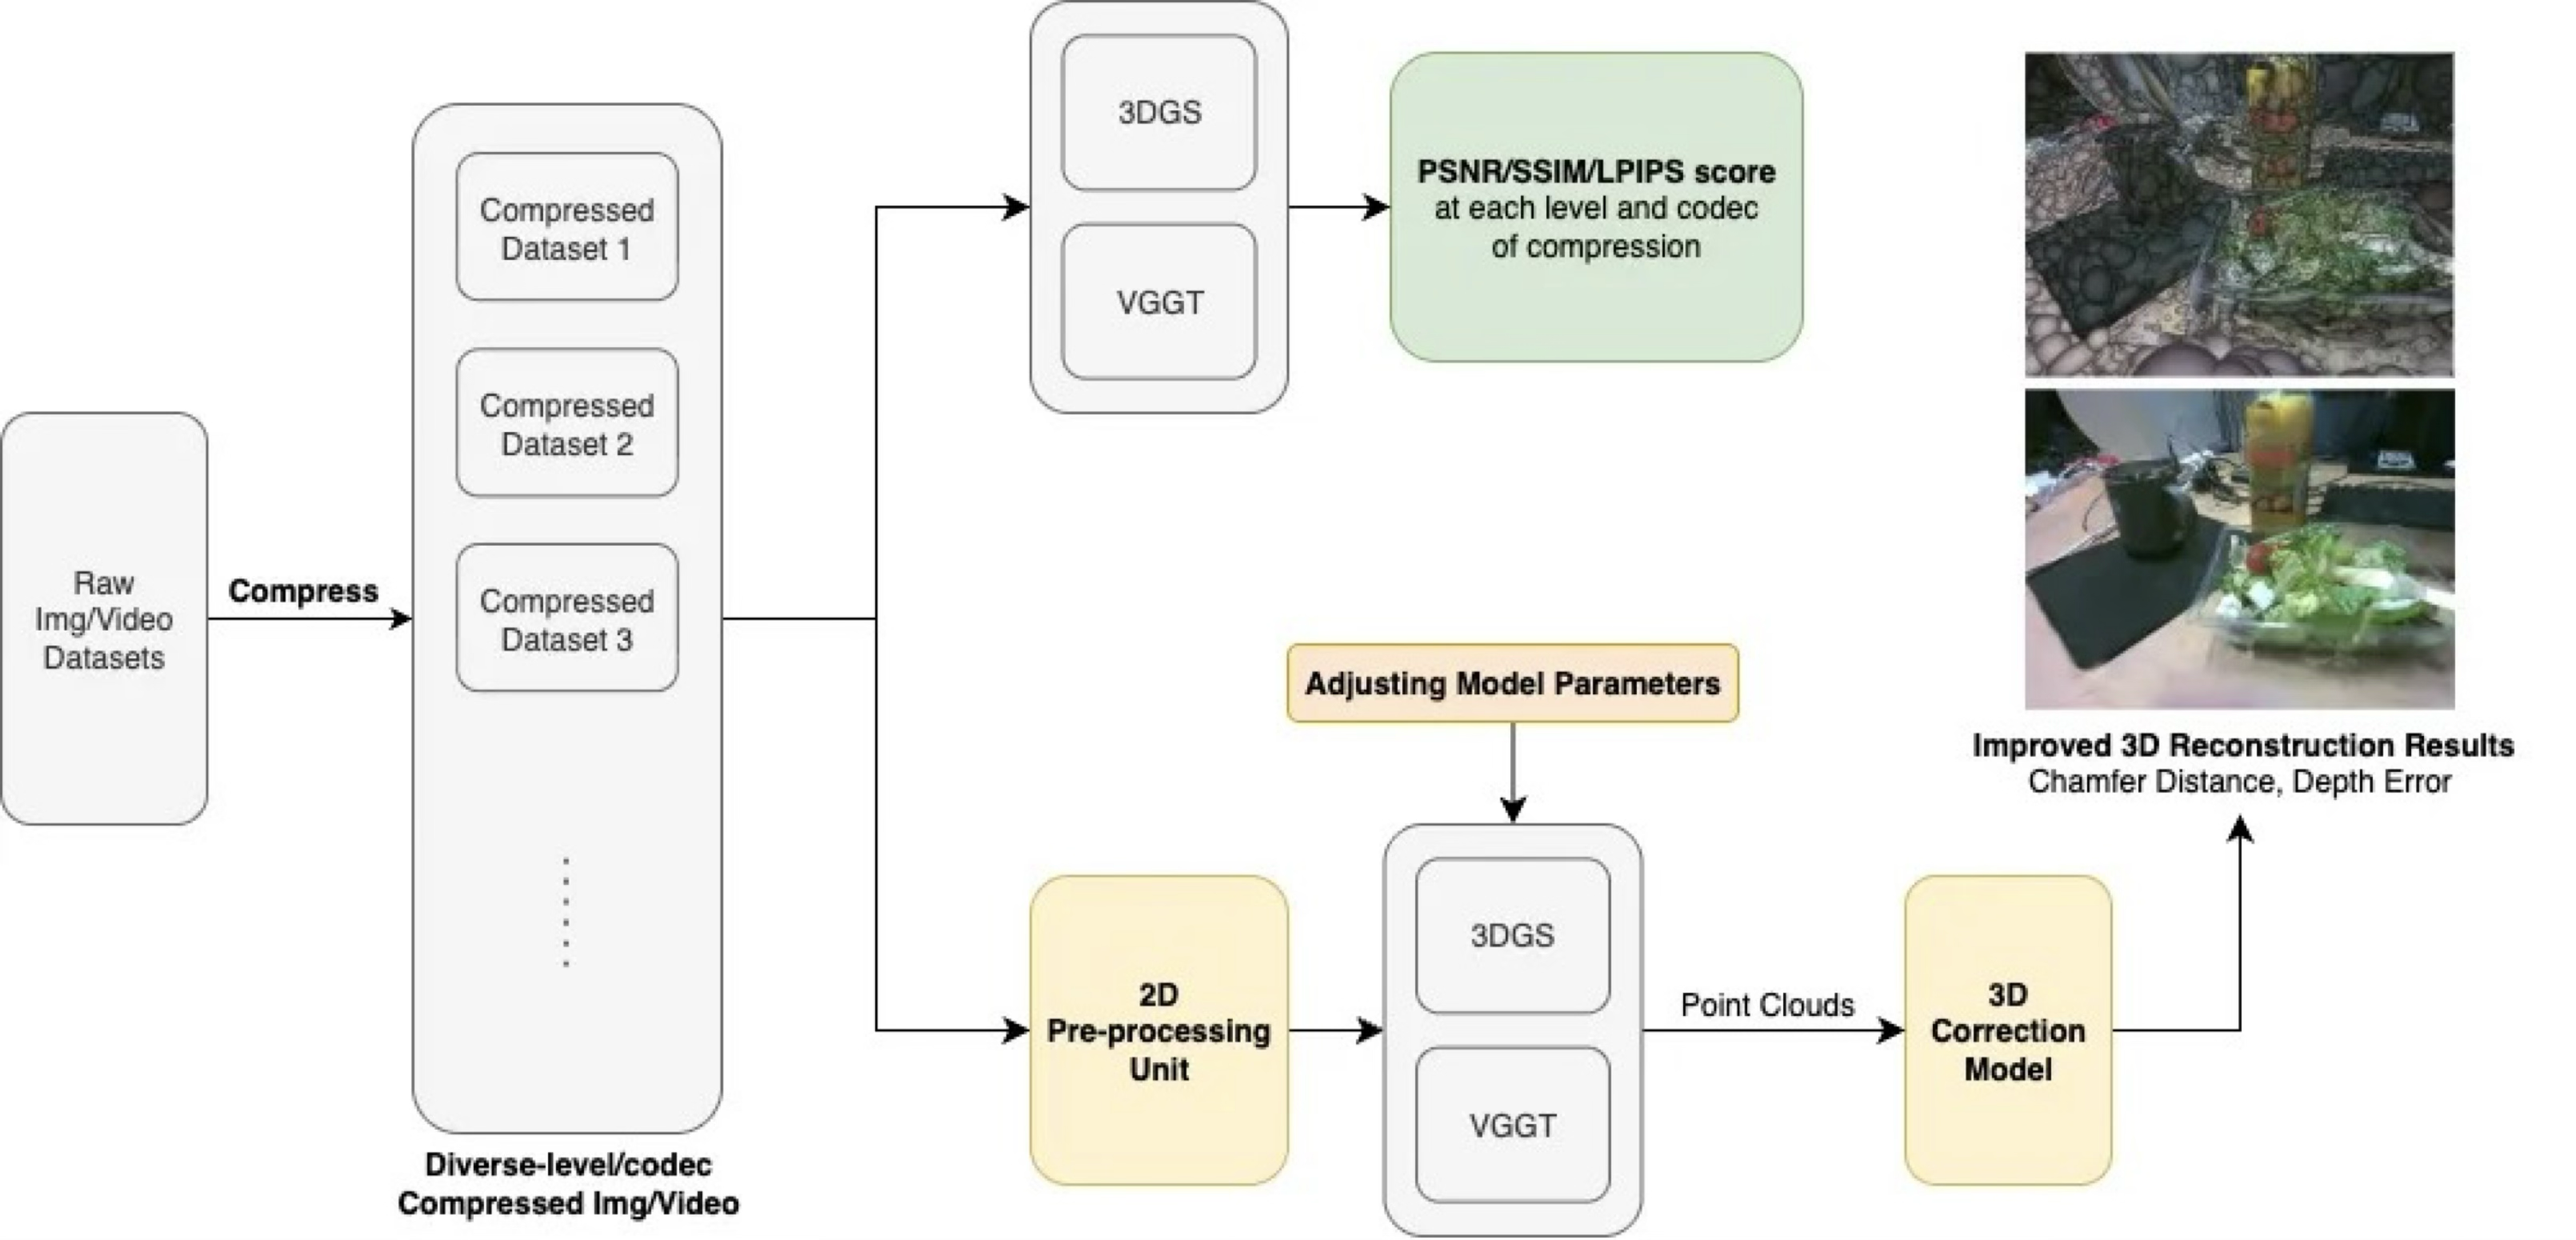 Raw
Img/Video
Datasets
Compress
Compressed
Dataset 1
Compressed
Dataset 2
Compressed
Dataset 3
Diverse-level/codec
Compressed Img/Video
3DGS
VGGT
PSNR/SSIM/LPIPS score
at each level and codec
of compression
2D
Pre-processing
Unit
Adjusting Model Parameters
3DGS
VGGT
Point Clouds
3D
Correction
Model
Improved 3D Reconstruction Results
Chamfer Distance, Depth Error